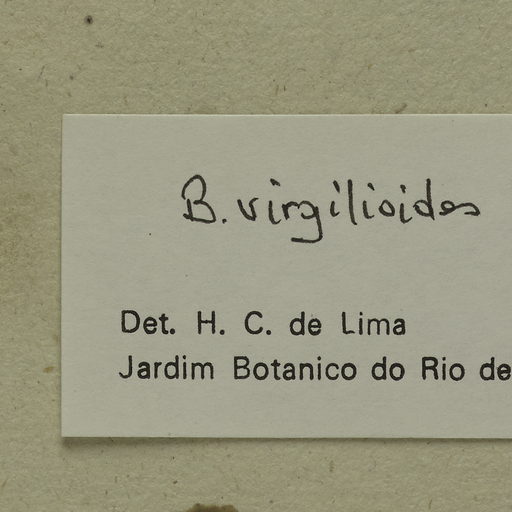 B. virgilioides
Det. H. C. de Lima
Jardim Botanico do Rio de